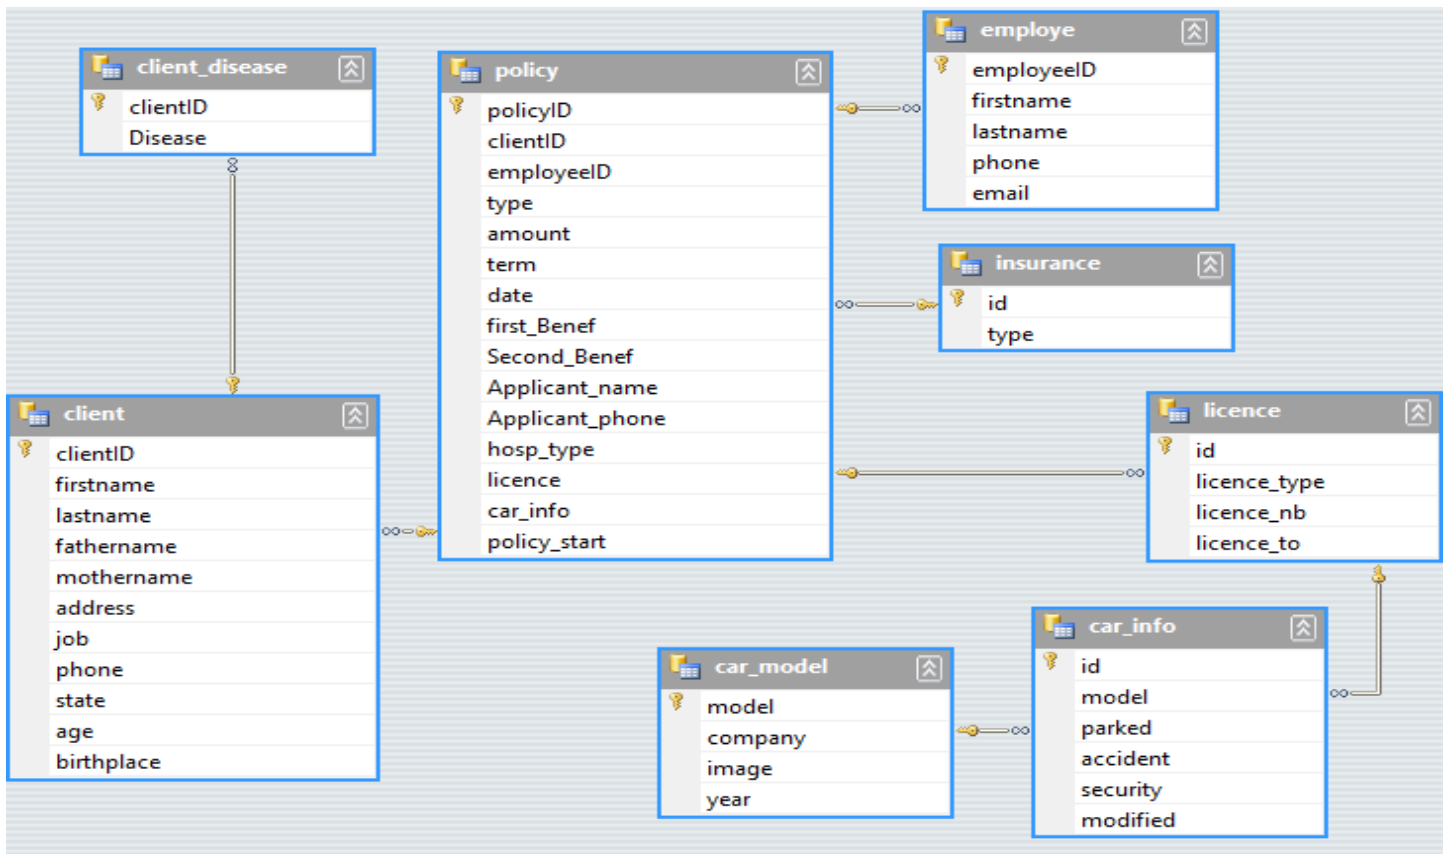 client_disease
clientID
Disease
policy
policyID
clientID
employeeID
type
amount
term
date
first_Benef
Second_Benef
Applicant_name
Applicant_phone
hosp_type
licence
car_info
policy_start
employe
employeeID
firstname
lastname
phone
email
insurance
id
type
client
clientID
firstname
lastname
fathername
mothername
address
job
phone
state
age
birthplace
licence
id
licence_type
licence_nb
licence_to
car_model
model
company
image
year
car_info
id
model
parked
accident
security
modified